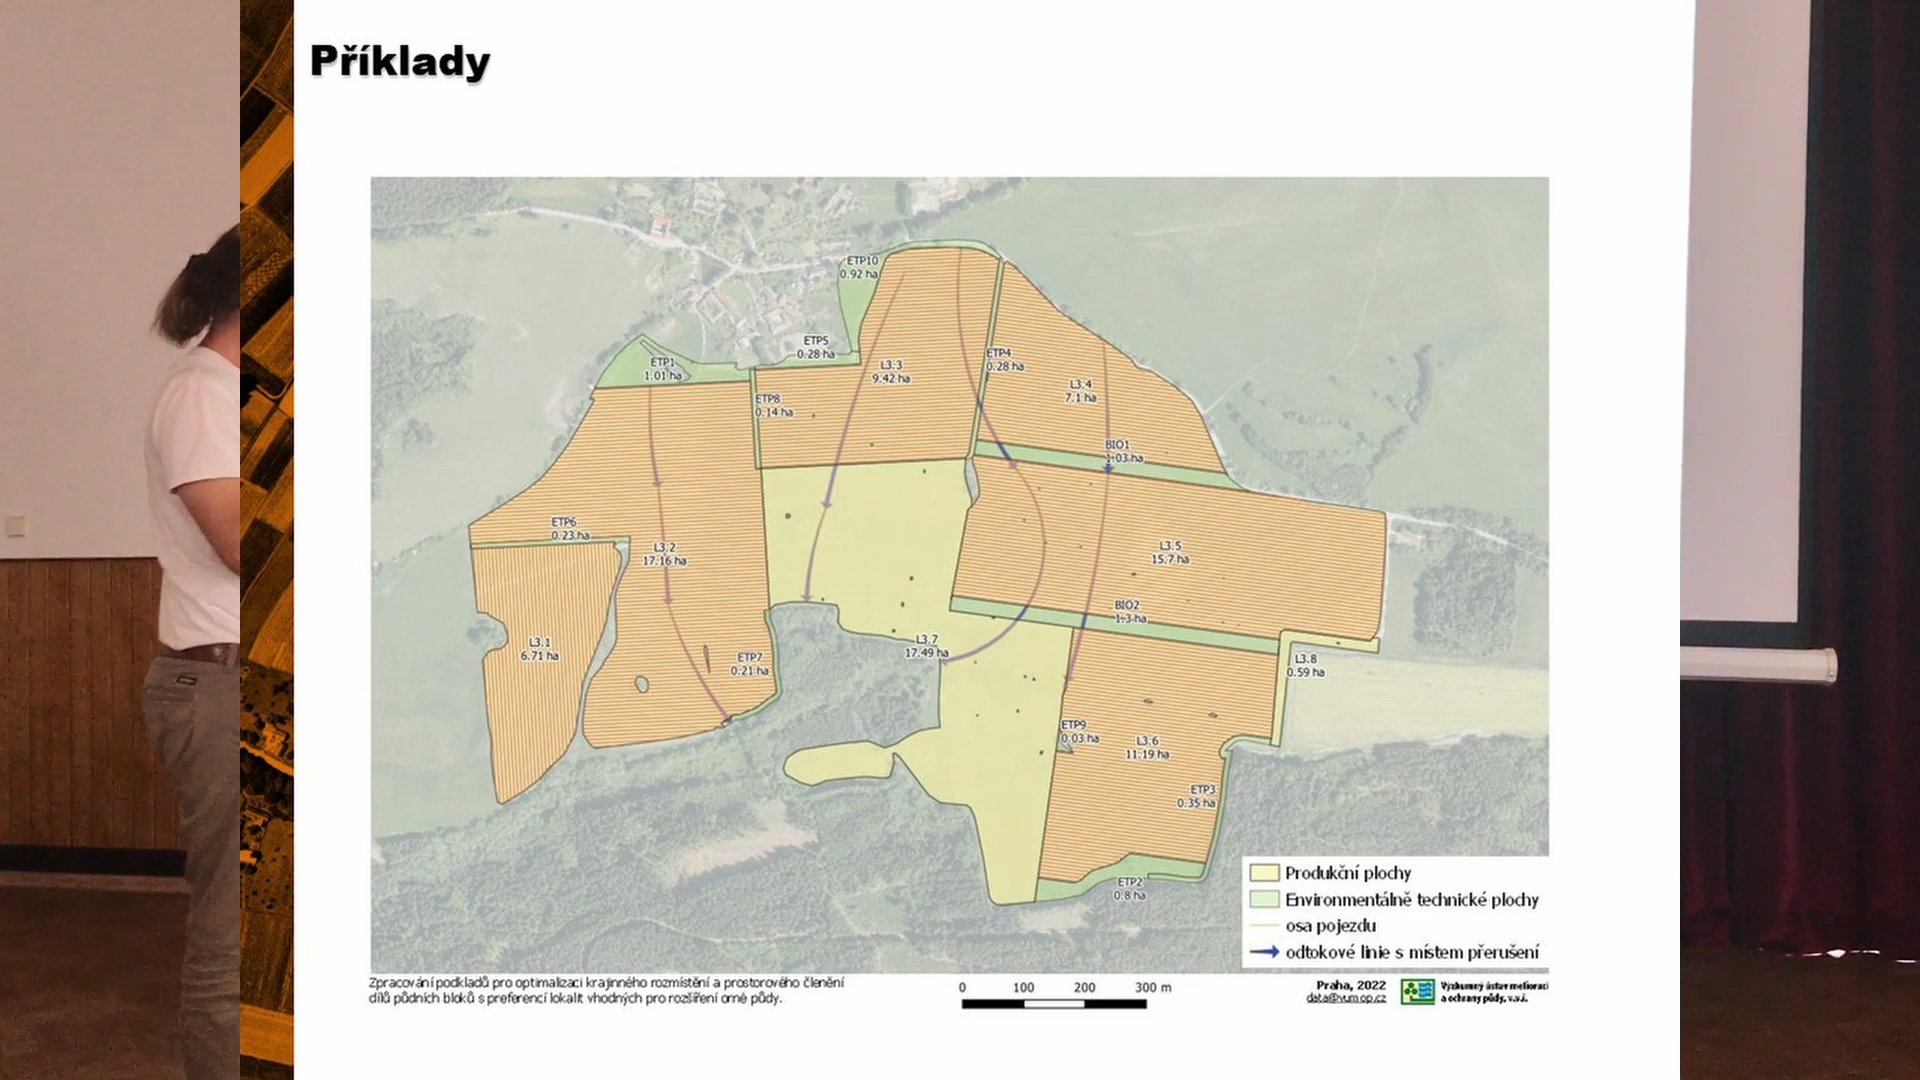 Příklady
ETP10
0.92 ha
ETP5
0.28 ha
ETP1
1.01 ha
L3.3
9.42 ha
ETP4
0.28 ha
L3.4
7.1 ha
ETP8
0.14 ha
BIO1
1.03 ha
ETP6
0.23 ha
L3.2
17.16 ha
L3.5
15.7 ha
BIO2
1.3 ha
L3.1
6.71 ha
L3.7
17.49 ha
ETP7
0.21 ha
L3.8
0.59 ha
ETP9
0.03 ha
L3.6
11.19 ha
ETP3
0.35 ha
ETP2
0.8 ha
Produkční plochy
Environmentálně technické plochy
osa pojezdu
odtokové linie s místem přerušení
Zpracování podkladů pro optimalizaci krajinného rozmístění a prostorového členění
dílů půdních bloků s preferencí lokalit vhodných pro rozšíření orné půdy.
0 100 200 300 m
Praha, 2022
data@vumop.cz
Výzkumný ústav meliorací
a ochrany půdy, v.v.i.